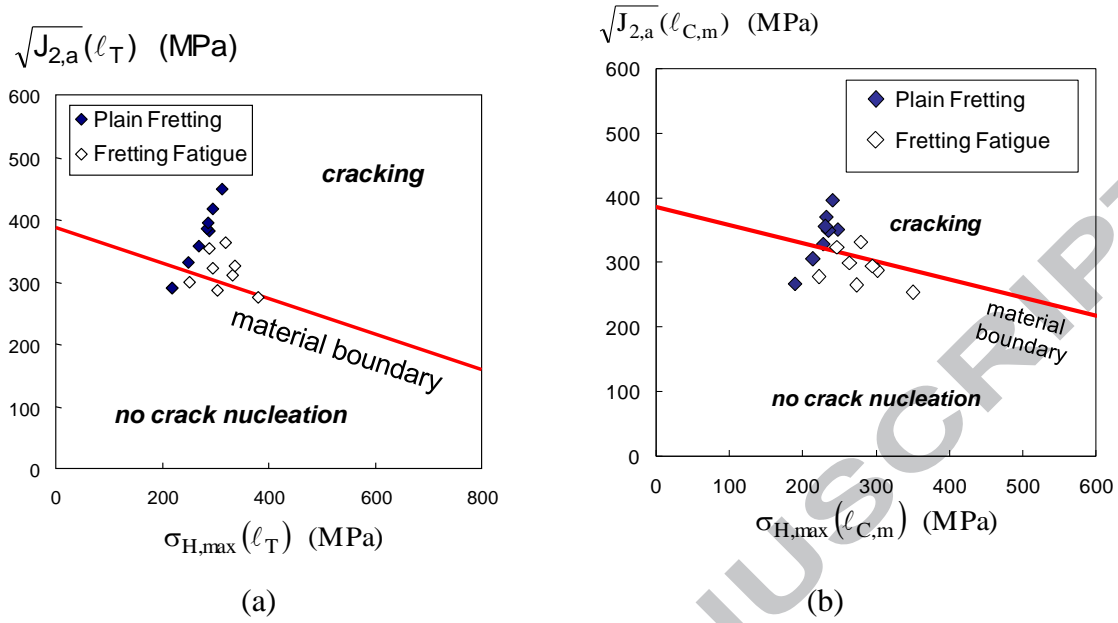 √J2,a(ℓT) (MPa)
600
500
400
300
200
100
0
0 200 400 600 800
Plain Fretting
Fretting Fatigue
cracking
material boundary
no crack nucleation
σH,max(ℓT) (MPa)
(a)
√J2,a(ℓC,m) (MPa)
600
500
400
300
200
100
0
0 100 200 300 400 500 600
Plain Fretting
Fretting Fatigue
cracking
material
boundary
no crack nucleation
σH,max(ℓC,m) (MPa)
(b)
USCRIPT